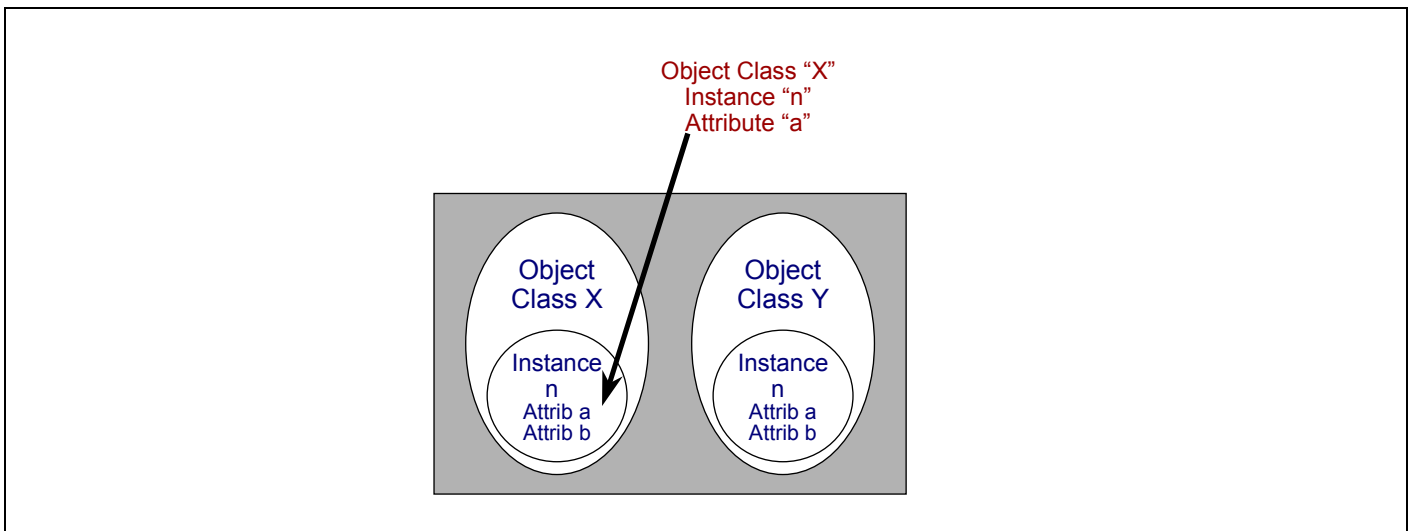 Object Class “X”
Instance “n”
Attribute “a”
Object
Class X
Instance
n
Attrib a
Attrib b
Object
Class Y
Instance
n
Attrib a
Attrib b